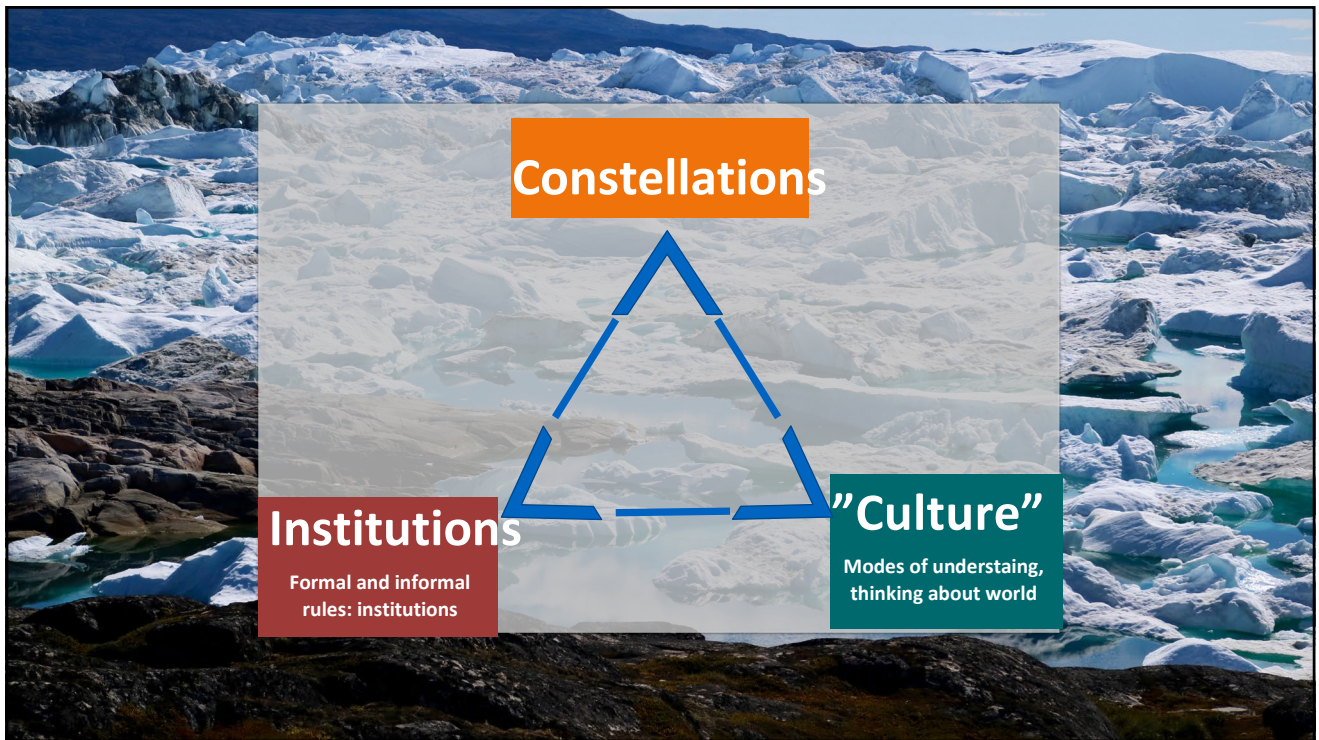 Constellations
Institutions
Formal and informal
rules: institutions
”Culture”
Modes of understaing,
thinking about world